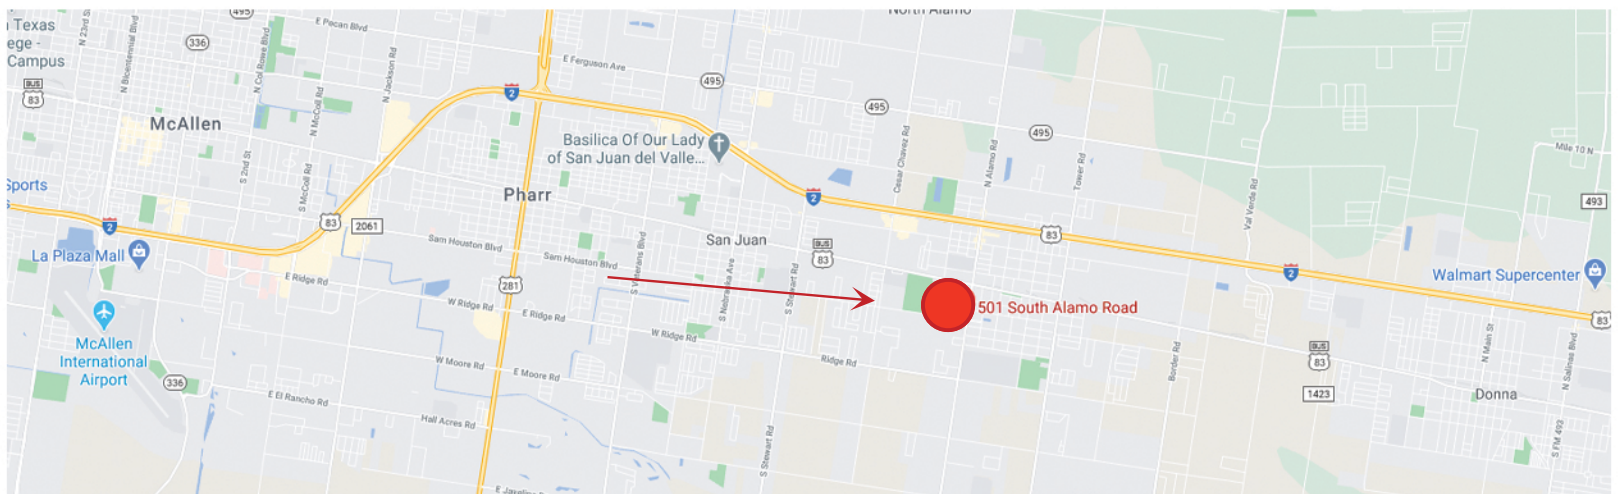 495
North Alamo
Texas
ege -
Campus
N 23rd St
N Bicentennial Blvd
336
N Col Rowe Blvd
E Pecan Blvd
N Jackson Rd
E Ferguson Ave
495
495
495
BUS
83
2
McAllen
N McColl Rd
Basilica Of Our Lady
of San Juan del Valle...
Cesar Chavez Rd
N Alamo Rd
Tower Rd
Mile 10 N
S 2nd St
S McColl Rd
Sports
Pharr
2
Val Verde Rd
493
2
83
2061
83
La Plaza Mall
Sam Houston Blvd
Sam Houston Blvd
S Veterans Blvd
San Juan
BUS
83
2
Walmart Supercenter
E Ridge Rd
281
S Nebraska Ave
S Stewart Rd
501 South Alamo Road
W Ridge Rd
E Ridge Rd
83
McAllen
International
Airport
W Ridge Rd
Ridge Rd
Border Rd
BUS
83
N Main St
N Salinas Blvd
W Moore Rd
E Moore Rd
336
1423
Donna
E El Rancho Rd
Hall Acres Rd
S Stewart Rd
S FM 493